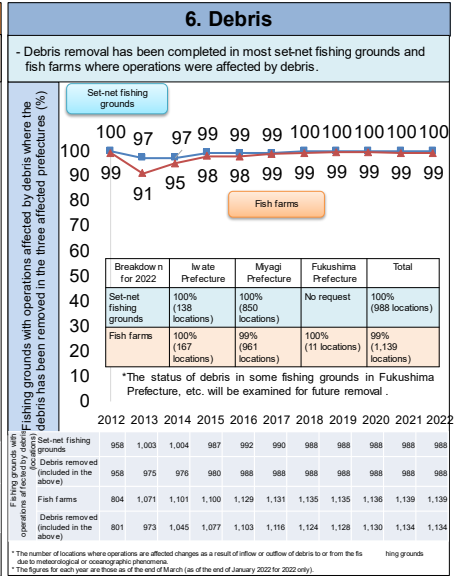 6. Debris
- Debris removal has been completed in most set-net fishing grounds and
fish farms where operations were affected by debris.
Fishing grounds with operations affected by debris where the
debris has been removed in the three affected prefectures (%)
Set-net fishing
grounds
100 97 97 99 99 99 100 100 100 100 100
99 91 95 98 98 99 99 99 99 99 99
Fish farms
100
90
80
70
60
50
40
30
20
10
0
Breakdown for 2022 Iwate Prefecture Miyagi Prefecture Fukushima Prefecture Total
Set-net fishing grounds 100% (138 locations) 100% (850 locations) No request 100% (988 locations)
Fish farms 100% (167 locations) 99% (961 locations) 100% (11 locations) 99% (1,139 locations)
*The status of debris in some fishing grounds in Fukushima
Prefecture, etc. will be examined for future removal .
2012 2013 2014 2015 2016 2017 2018 2019 2020 2021 2022
Fishing grounds with
operations affected by debris
(locations)
Set-net fishing grounds 958 1,003 1,004 987 992 990 988 988 988 988 988
Debris removed (included in the above) 958 975 976 980 988 988 988 988 988 988 988
Fish farms 804 1,071 1,101 1,100 1,129 1,131 1,135 1,135 1,136 1,139 1,139
Debris removed (included in the above) 801 973 1,045 1,077 1,103 1,116 1,124 1,128 1,130 1,134 1,134
* The number of locations where operations are affected changes as a result of inflow or outflow of debris to or from the fis hing grounds
due to meteorological or oceanographic phenomena.
* The figures for each year are those as of the end of March (as of the end of January 2022 for 2022 only).